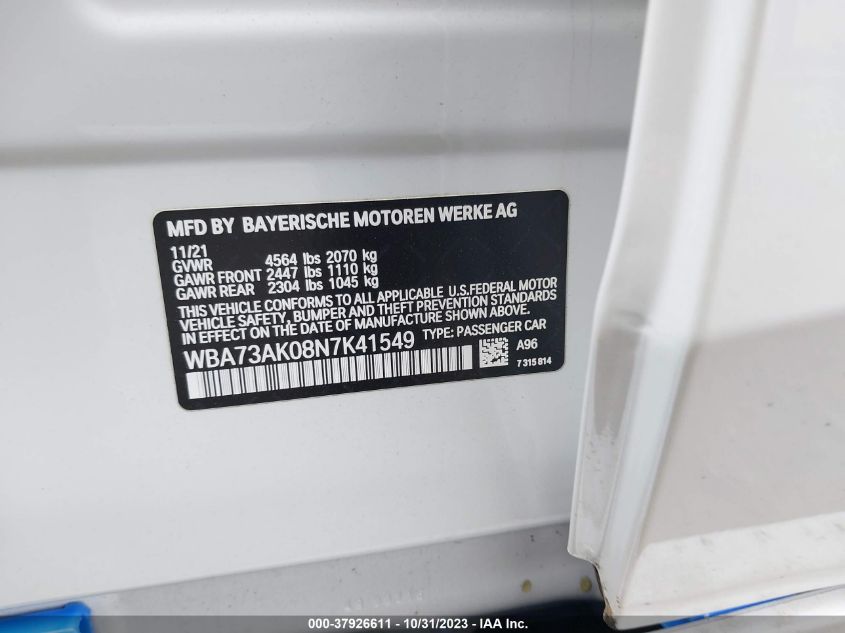 MFD BY BAYERISCHE MOTOREN WERKE AG
11/21
GVWR 4564 lbs 2070 kg
GAWR FRONT 2447 lbs 1110 kg
GAWR REAR 2304 lbs 1045 kg
THIS VEHICLE CONFORMS TO ALL APPLICABLE U.S.FEDERAL MOTOR
VEHICLE SAFETY, BUMPER, AND THEFT PREVENTION STANDARDS
IN EFFECT ON THE DATE OF MANUFACTURE SHOWN ABOVE.
WBA73AK08N7K41549 TYPE: PASSENGER CAR
A96
7 315 814
000-37926611 - 10/31/2023 - IAA Inc.